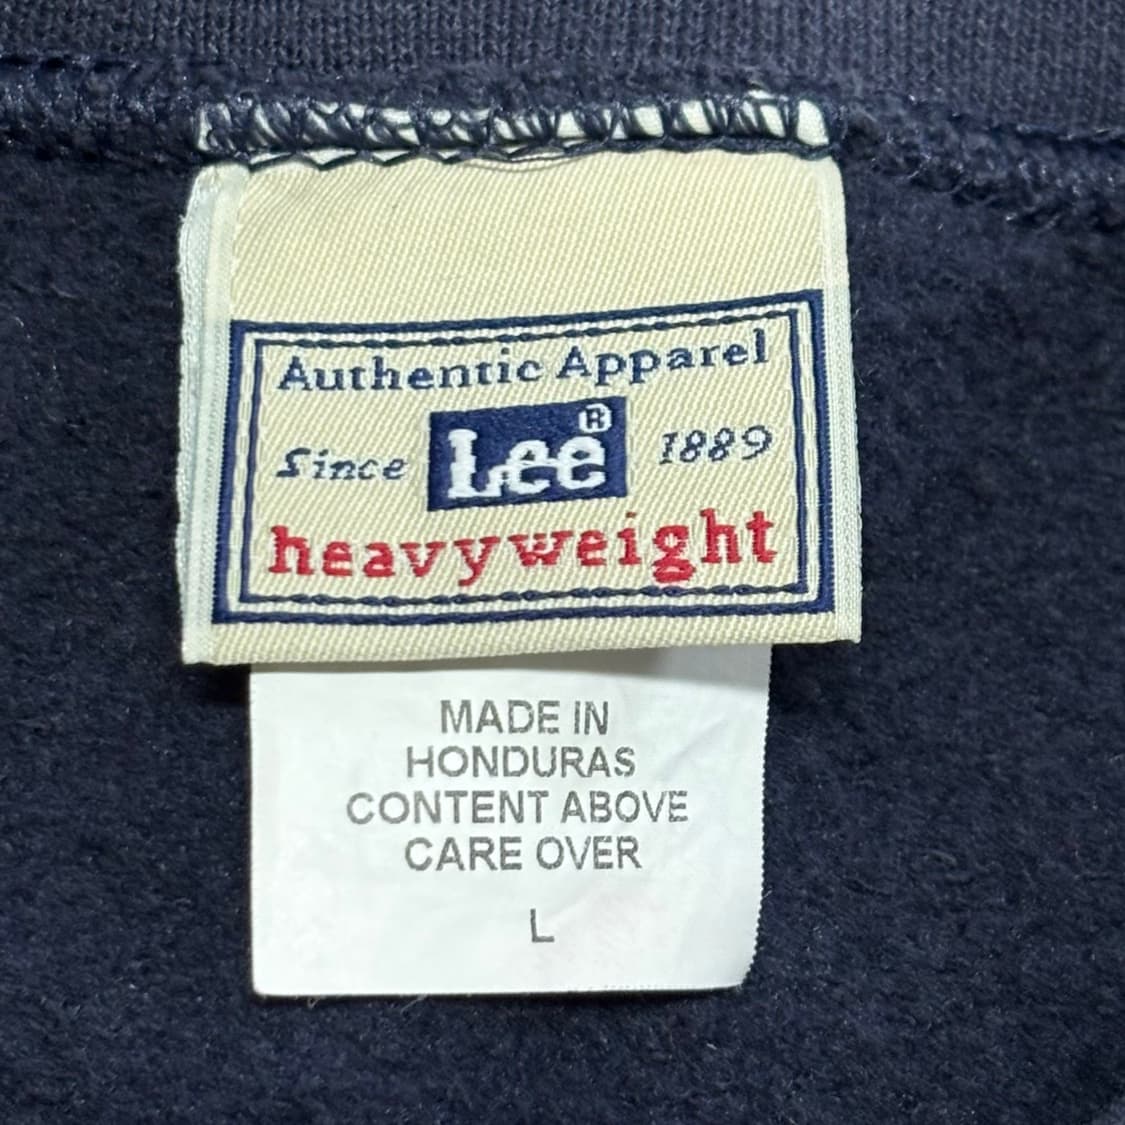 Authentic Apparel
Since Lee® 1889
heavyweight
MADE IN
HONDURAS
CONTENT ABOVE
CARE OVER
L